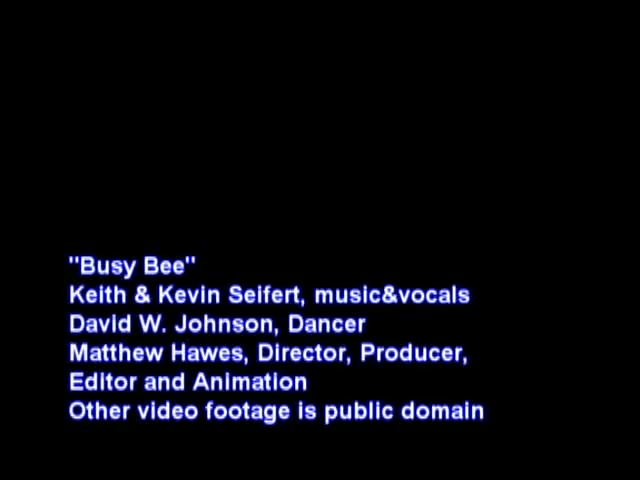 "Busy Bee"
Keith & Kevin Seifert, music&vocals
David W. Johnson, Dancer
Matthew Hawes, Director, Producer,
Editor and Animation
Other video footage is public domain